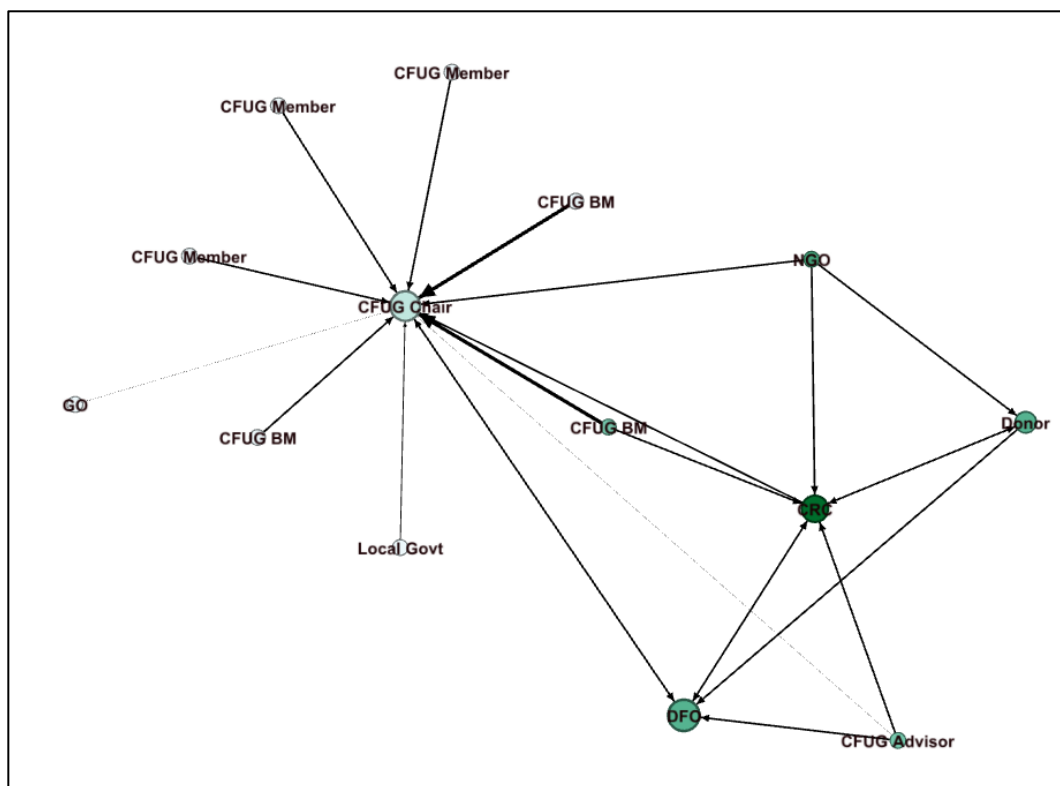 CFUG Member
CFUG Member
CFUG BM
CFUG Member
NGO
CFUG Chair
GO
CFUG BM
CFUG BM
Donor
CRC
Local Govt
DFO
CFUG Advisor